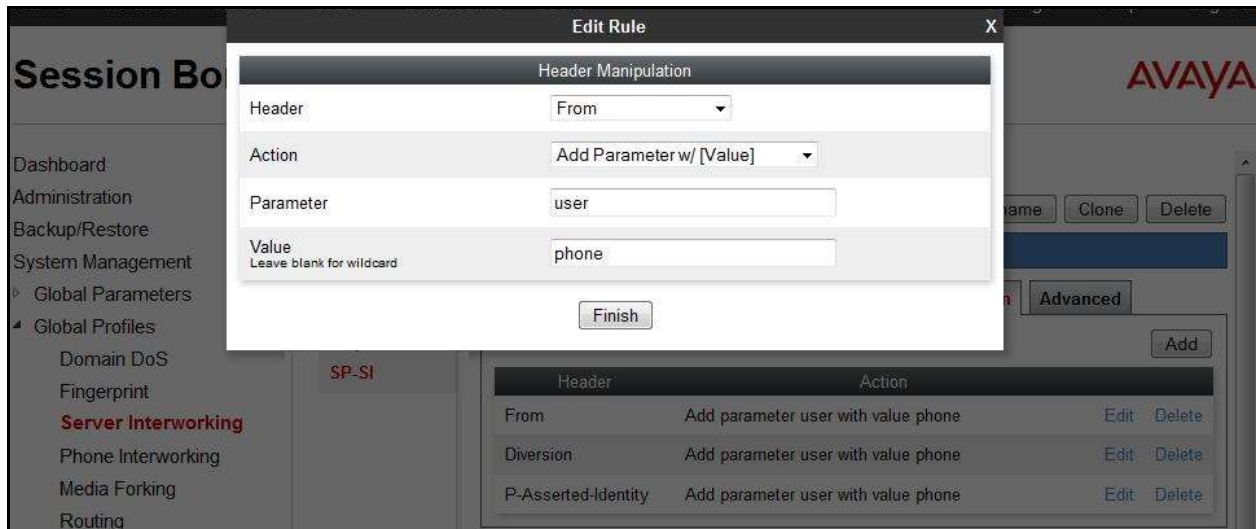 Edit Rule X
Session Bo
AVAYA
Header Manipulation
Header From
Action Add Parameter w/ [Value]
Parameter user
Value phone
Leave blank for wildcard
Finish
Dashboard
Administration
Backup/Restore
System Management
Global Parameters
Global Profiles
Domain DoS
Fingerprint
Server Interworking
Phone Interworking
Media Forking
Routing
SP-SI
name Clone Delete
n Advanced
Add
Header Action
From Add parameter user with value phone Edit Delete
Diversion Add parameter user with value phone Edit Delete
P-Asserted-Identity Add parameter user with value phone Edit Delete